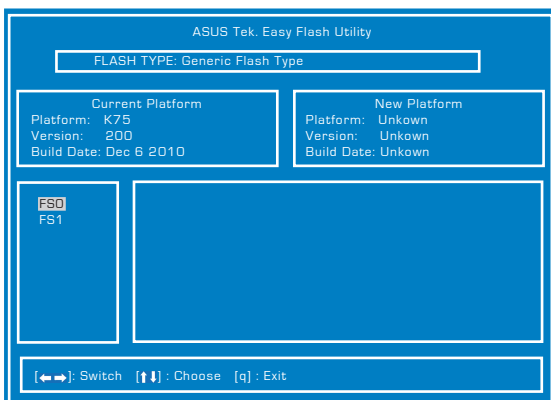 ASUS Tek. Easy Flash Utility
FLASH TYPE: Generic Flash Type
Current Platform
Platform: K75
Version: 200
Build Date: Dec 6 2010
New Platform
Platform: Unkown
Version: Unkown
Build Date: Unkown
FS0
FS1
[←→]: Switch [↑↓] : Choose [q] : Exit